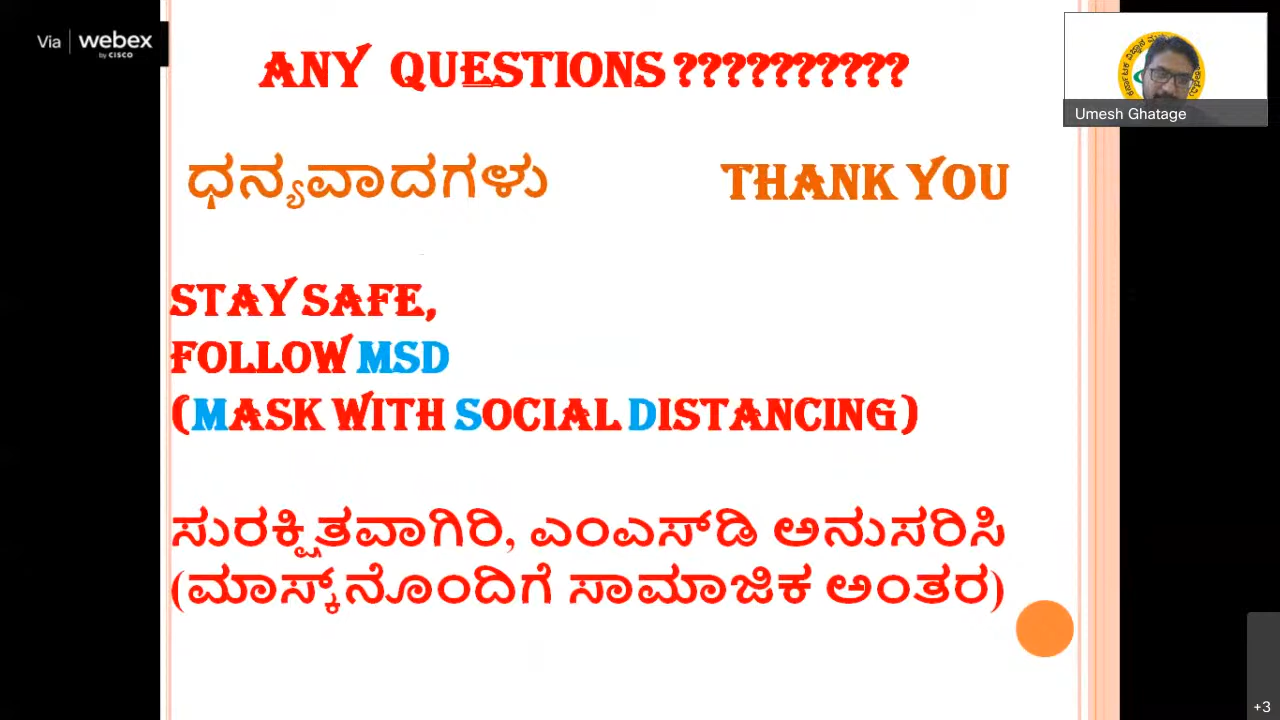 Via webex
by CISCO
ANY QUESTIONS ??????????
ಧನ್ಯವಾದಗಳು THANK YOU
STAY SAFE,
FOLLOW MSD
(MASK WITH SOCIAL DISTANCING)
ಸುರಕ್ಷಿತವಾಗಿರಿ, ಎಂಎಸ್‌ಡಿ ಅನುಸರಿಸಿ
(ಮಾಸ್ಕ್‌ನೊಂದಿಗೆ ಸಾಮಾಜಿಕ ಅಂತರ)
Umesh Ghatage
+3